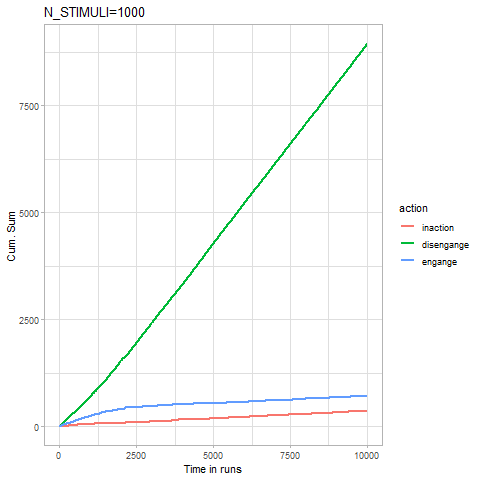 N_STIMULI=1000
Cum. Sum
7500
5000
2500
0
0 2500 5000 7500 10000
Time in runs
action
inaction
disengange
engange